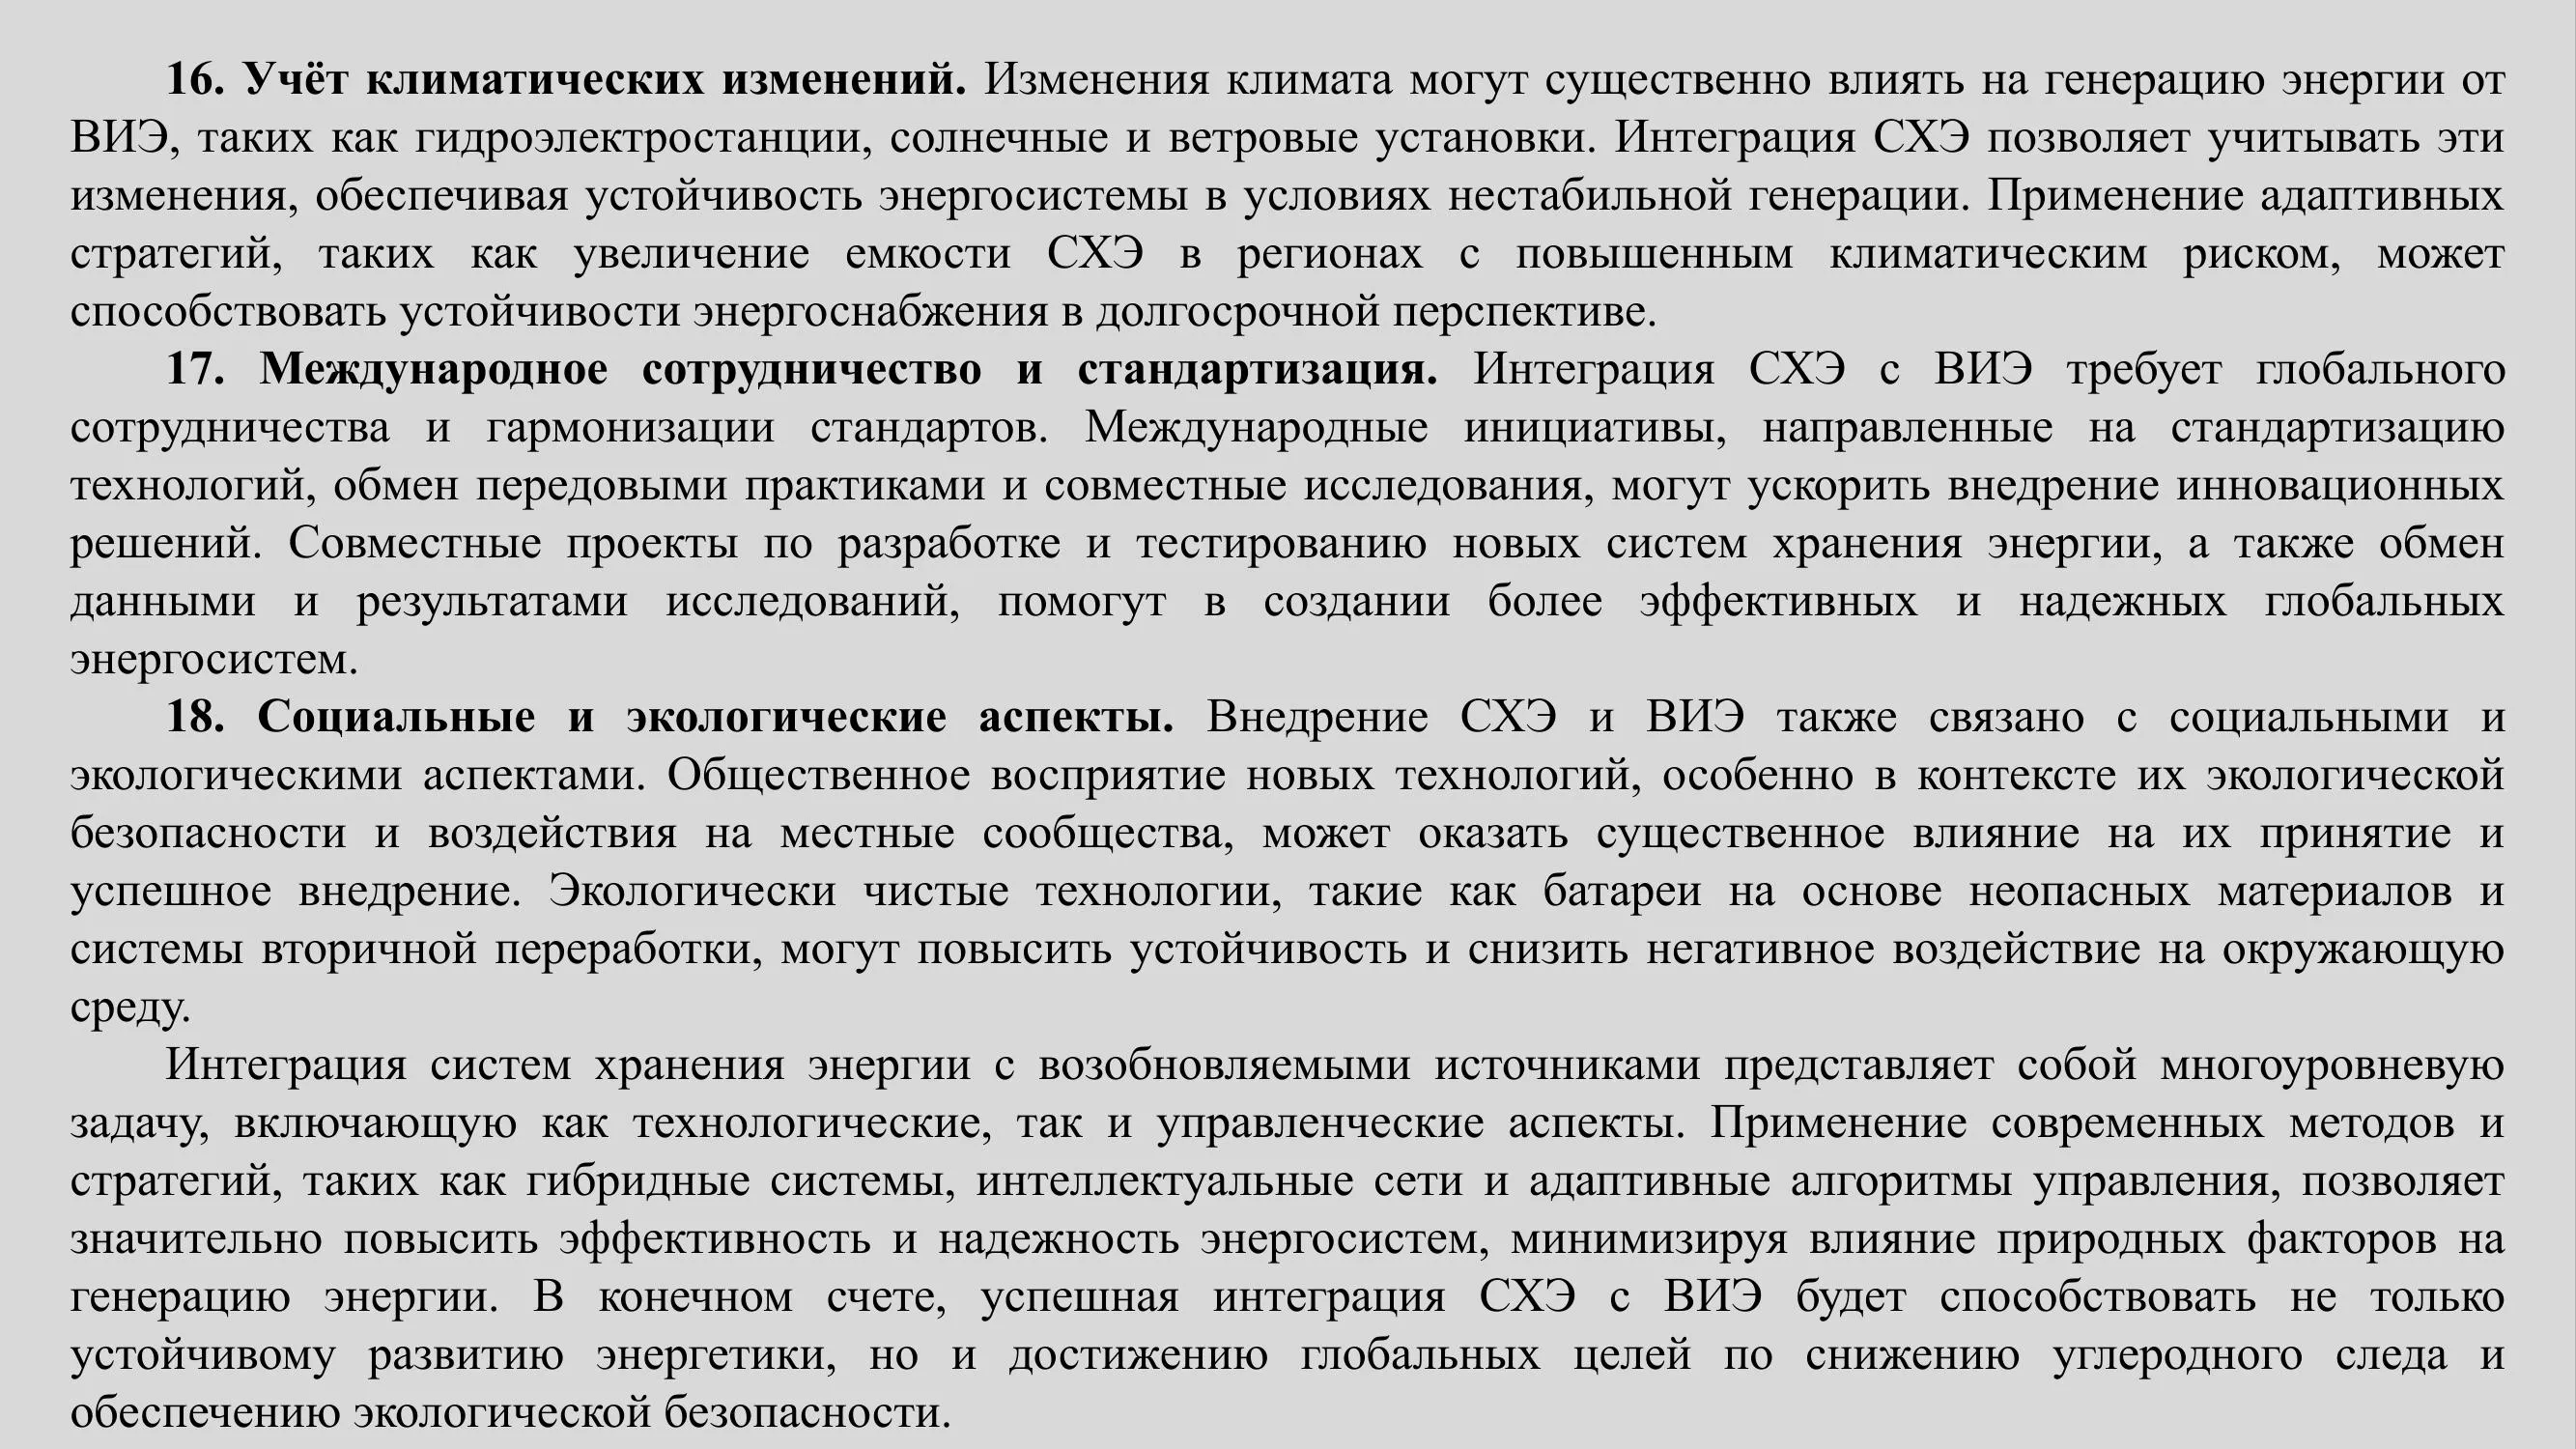 16. Учёт климатических изменений. Изменения климата могут существенно влиять на генерацию энергии от
ВИЭ, таких как гидроэлектростанции, солнечные и ветровые установки. Интеграция СХЭ позволяет учитывать эти
изменения, обеспечивая устойчивость энергосистемы в условиях нестабильной генерации. Применение адаптивных
стратегий, таких как увеличение емкости СХЭ в регионах с повышенным климатическим риском, может
способствовать устойчивости энергоснабжения в долгосрочной перспективе.
17. Международное сотрудничество и стандартизация. Интеграция СХЭ с ВИЭ требует глобального
сотрудничества и гармонизации стандартов. Международные инициативы, направленные на стандартизацию
технологий, обмен передовыми практиками и совместные исследования, могут ускорить внедрение инновационных
решений. Совместные проекты по разработке и тестированию новых систем хранения энергии, а также обмен
данными и результатами исследований, помогут в создании более эффективных и надежных глобальных
энергосистем.
18. Социальные и экологические аспекты. Внедрение СХЭ и ВИЭ также связано с социальными и
экологическими аспектами. Общественное восприятие новых технологий, особенно в контексте их экологической
безопасности и воздействия на местные сообщества, может оказать существенное влияние на их принятие и
успешное внедрение. Экологически чистые технологии, такие как батареи на основе неопасных материалов и
системы вторичной переработки, могут повысить устойчивость и снизить негативное воздействие на окружающую
среду.
Интеграция систем хранения энергии с возобновляемыми источниками представляет собой многоуровневую
задачу, включающую как технологические, так и управленческие аспекты. Применение современных методов и
стратегий, таких как гибридные системы, интеллектуальные сети и адаптивные алгоритмы управления, позволяет
значительно повысить эффективность и надежность энергосистем, минимизируя влияние природных факторов на
генерацию энергии. В конечном счете, успешная интеграция СХЭ с ВИЭ будет способствовать не только
устойчивому развитию энергетики, но и достижению глобальных целей по снижению углеродного следа и
обеспечению экологической безопасности.